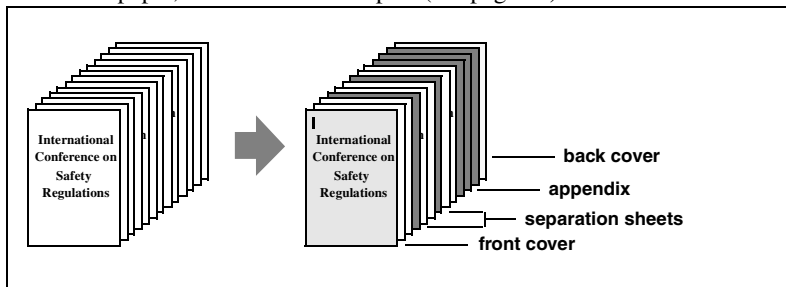 International
Conference on
Safety
Regulations
International
Conference on
Safety
Regulations
back cover
appendix
separation sheets
front cover